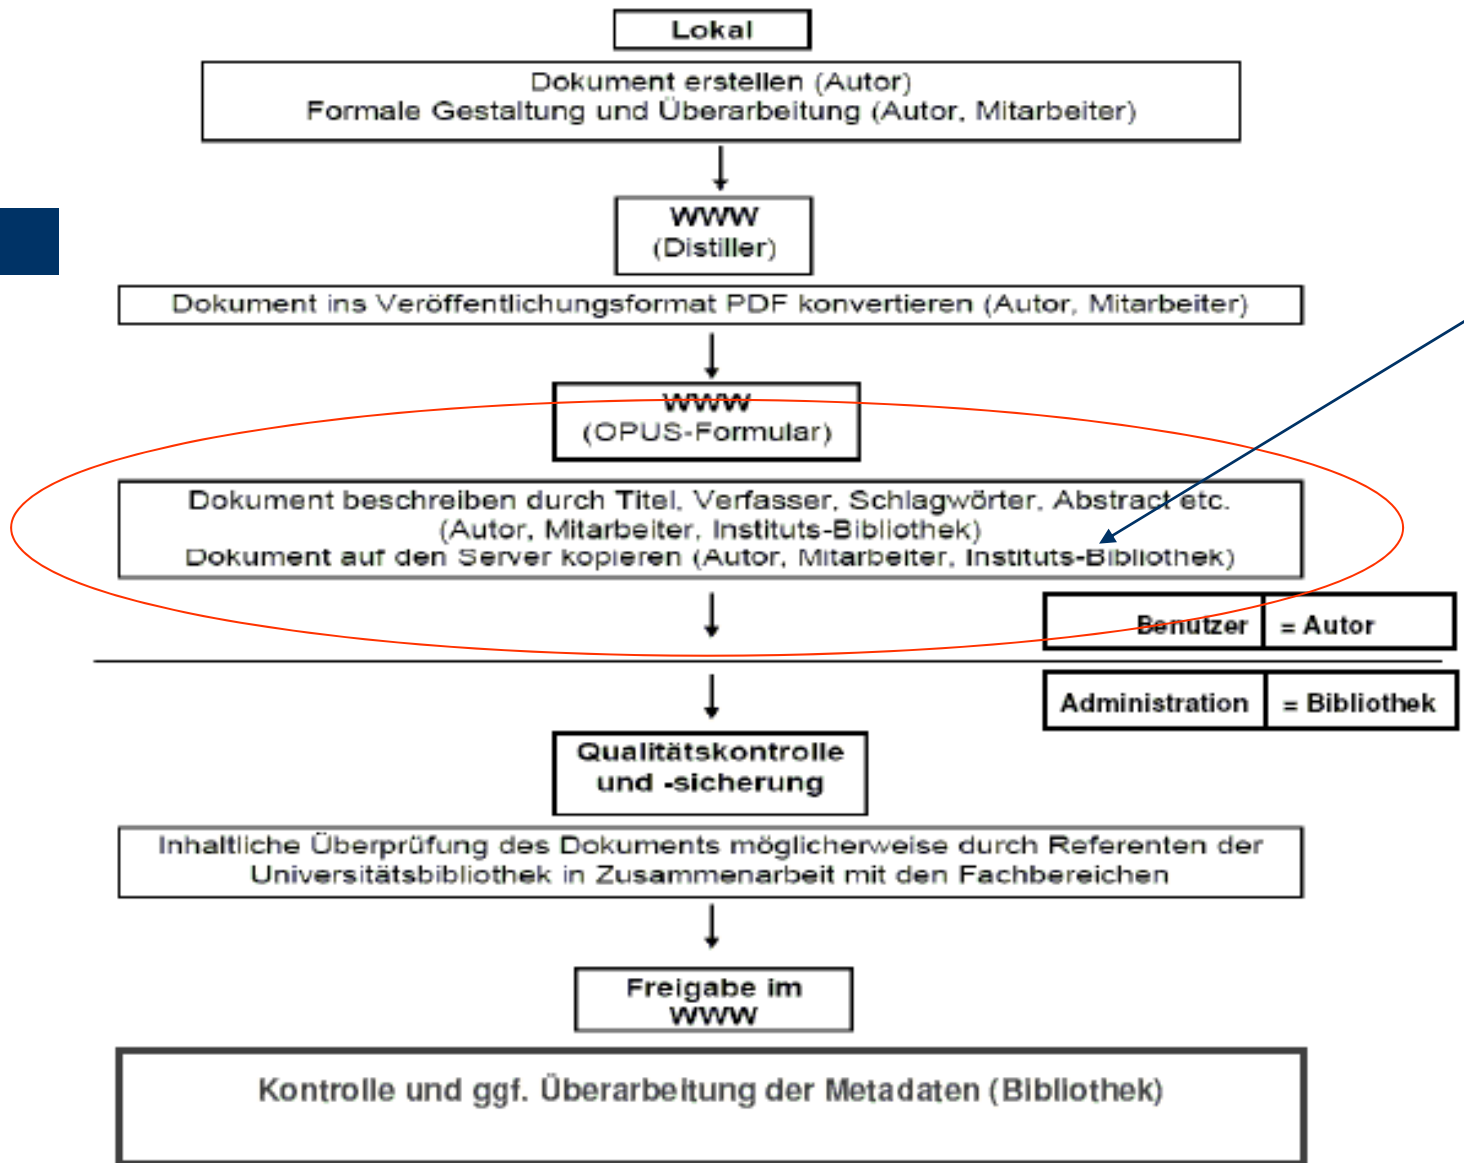 Lokal
Dokument erstellen (Autor)
Formale Gestaltung und Überarbeitung (Autor, Mitarbeiter)
WWW
(Distiller)
Dokument ins Veröffentlichungsformat PDF konvertieren (Autor, Mitarbeiter)
WWW
(OPUS-Formular)
Dokument beschreiben durch Titel, Verfasser, Schlagwörter, Abstract etc.
(Autor, Mitarbeiter, Instituts-Bibliothek)
Dokument auf den Server kopieren (Autor, Mitarbeiter, Instituts-Bibliothek)
Benutzer = Autor
Administration = Bibliothek
Qualitätskontrolle
und -sicherung
Inhaltliche Überprüfung des Dokuments möglicherweise durch Referenten der
Universitätsbibliothek in Zusammenarbeit mit den Fachbereichen
Freigabe im
WWW
Kontrolle und ggf. Überarbeitung der Metadaten (Bibliothek)